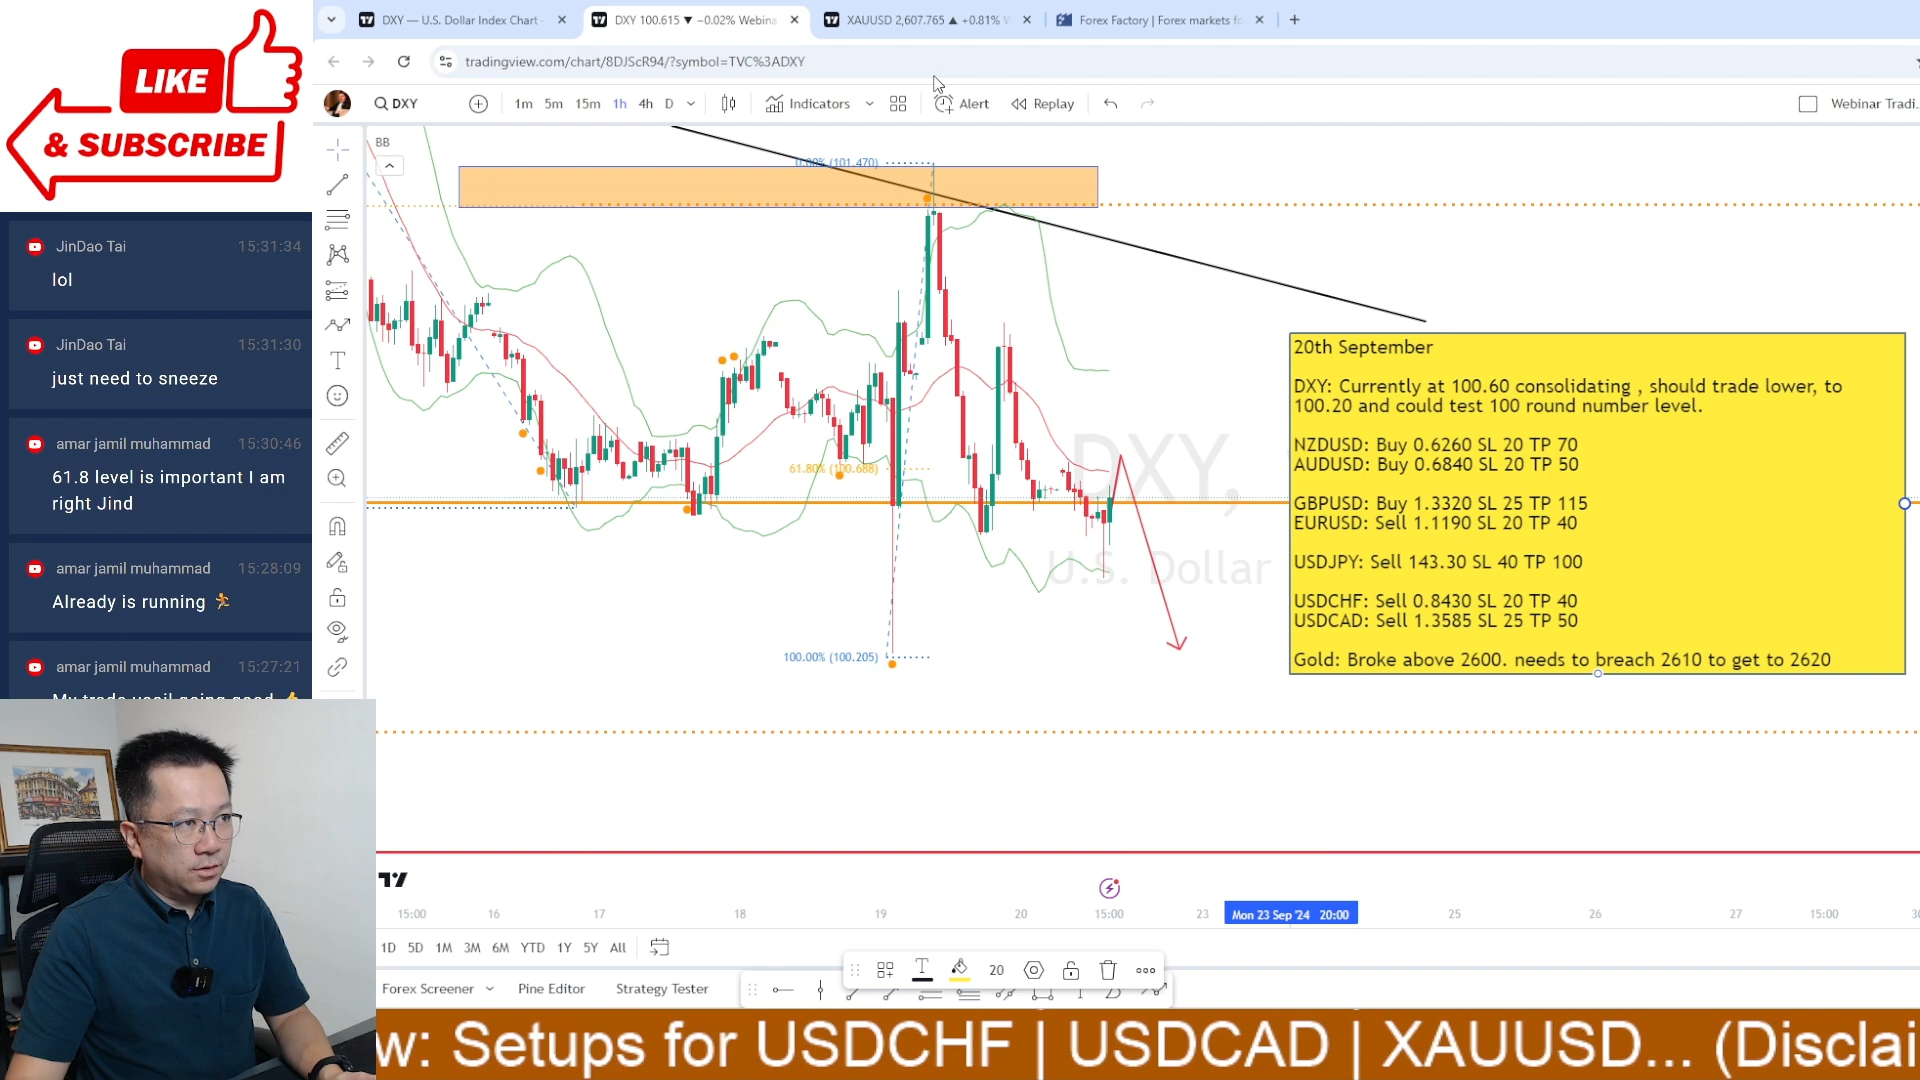 LIKE
& SUBSCRIBE
JinDao Tai 15:31:34
lol
JinDao Tai 15:31:30
just need to sneeze
amar jamil muhammad 15:30:46
61.8 level is important I am
right Jind
amar jamil muhammad 15:28:09
Already is running 🏃
amar jamil muhammad 15:27:21
DXY — U.S. Dollar Index Chart
DXY 100.615 ▼ −0.02% Webina
XAUUSD 2,607.765 ▲ +0.81% W
Forex Factory | Forex markets fo
tradingview.com/chart/8DJScR94/?symbol=TVC%3ADXY
DXY 1m 5m 15m 1h 4h D Indicators Alert Replay Webinar Tradi...
BB
0.00% (101.470)
61.80% (100.688)
100.00% (100.205)
DXY,
U.S. Dollar
20th September
DXY: Currently at 100.60 consolidating , should trade lower, to
100.20 and could test 100 round number level.
NZDUSD: Buy 0.6260 SL 20 TP 70
AUDUSD: Buy 0.6840 SL 20 TP 50
GBPUSD: Buy 1.3320 SL 25 TP 115
EURUSD: Sell 1.1190 SL 20 TP 40
USDJPY: Sell 143.30 SL 40 TP 100
USDCHF: Sell 0.8430 SL 20 TP 40
USDCAD: Sell 1.3585 SL 25 TP 50
Gold: Broke above 2600. needs to breach 2610 to get to 2620
15:00 16 17 18 19 20 15:00 23 Mon 23 Sep '24 20:00 25 26 27 15:00
1D 5D 1M 3M 6M YTD 1Y 5Y All
20
Forex Screener Pine Editor Strategy Tester
w: Setups for USDCHF | USDCAD | XAUUSD... (Disclai